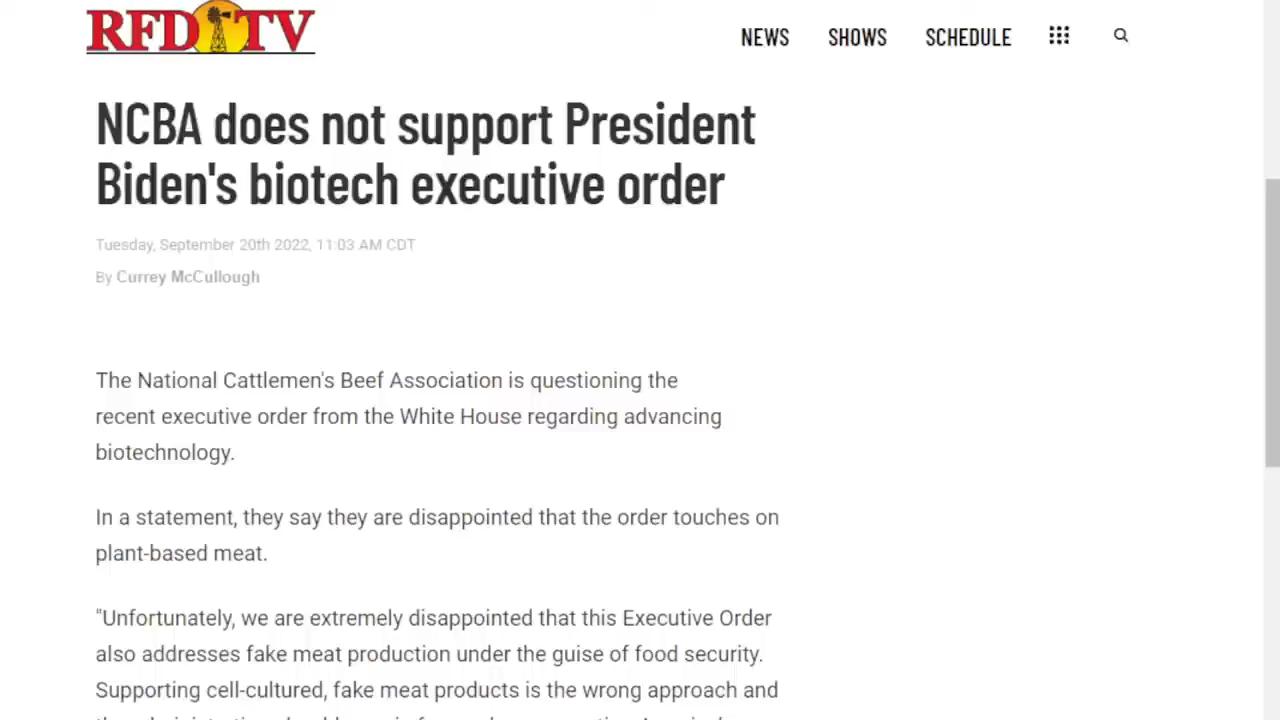 RFD TV
NEWS SHOWS SCHEDULE
NCBA does not support President
Biden's biotech executive order
Tuesday, September 20th 2022, 11:03 AM CDT
By Currey McCullough
The National Cattlemen's Beef Association is questioning the
recent executive order from the White House regarding advancing
biotechnology.
In a statement, they say they are disappointed that the order touches on
plant-based meat.
"Unfortunately, we are extremely disappointed that this Executive Order
also addresses fake meat production under the guise of food security.
Supporting cell-cultured, fake meat products is the wrong approach and